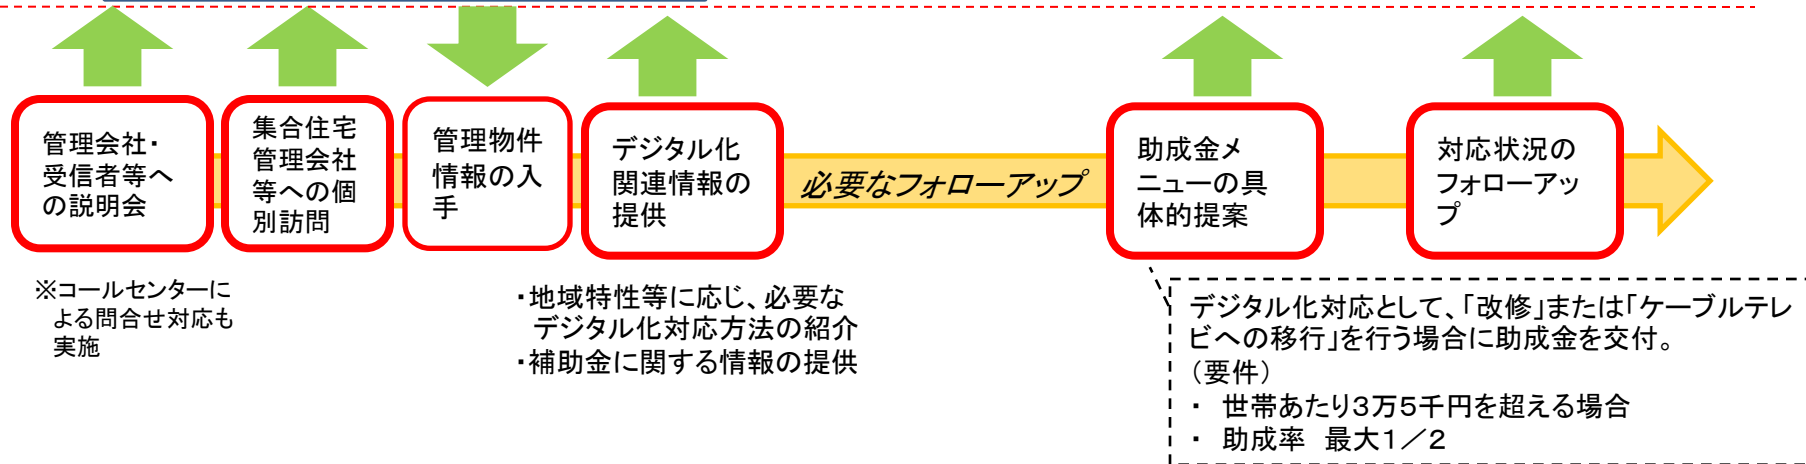 管理会社・
受信者等へ
の説明会
集合住宅
管理会社
等への個
別訪問
管理物件
情報の入
手
デジタル化
関連情報の
提供
必要なフォローアップ
助成金メ
ニューの具
体的提案
対応状況の
フォローアッ
プ
※コールセンターに
よる問合せ対応も
実施
・地域特性等に応じ、必要な
デジタル化対応方法の紹介
・補助金に関する情報の提供
デジタル化対応として、「改修」または「ケーブルテレ
ビへの移行」を行う場合に助成金を交付。
（要件）
・ 世帯あたり３万５千円を超える場合
・ 助成率 最大１／２